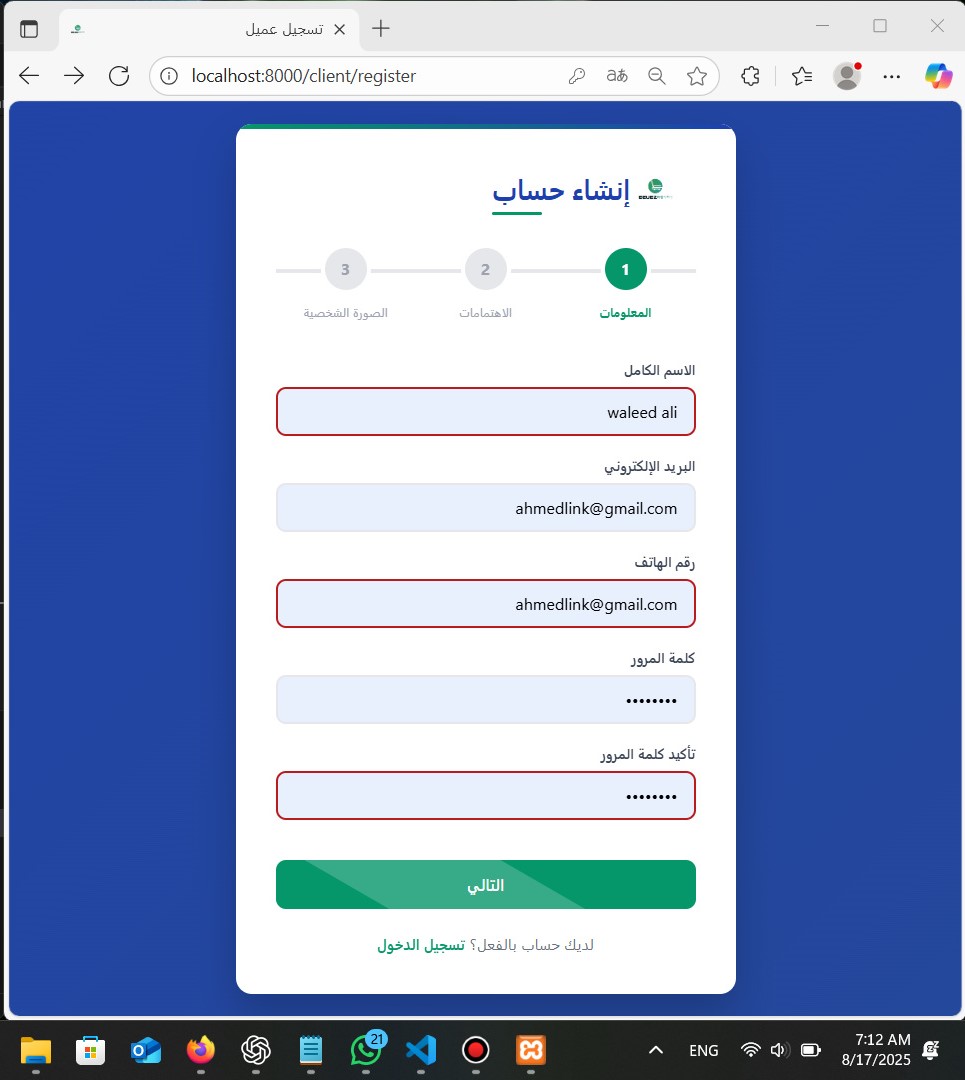 تسجيل عميل
localhost:8000/client/register
إنشاء حساب
1
2
3
المعلومات
الاهتمامات
الصورة الشخصية
الاسم الكامل
waleed ali
البريد الإلكتروني
ahmedlink@gmail.com
رقم الهاتف
ahmedlink@gmail.com
كلمة المرور
••••••••
تأكيد كلمة المرور
••••••••
التالي
لديك حساب بالفعل؟ تسجيل الدخول
21
ENG
7:12 AM
8/17/2025